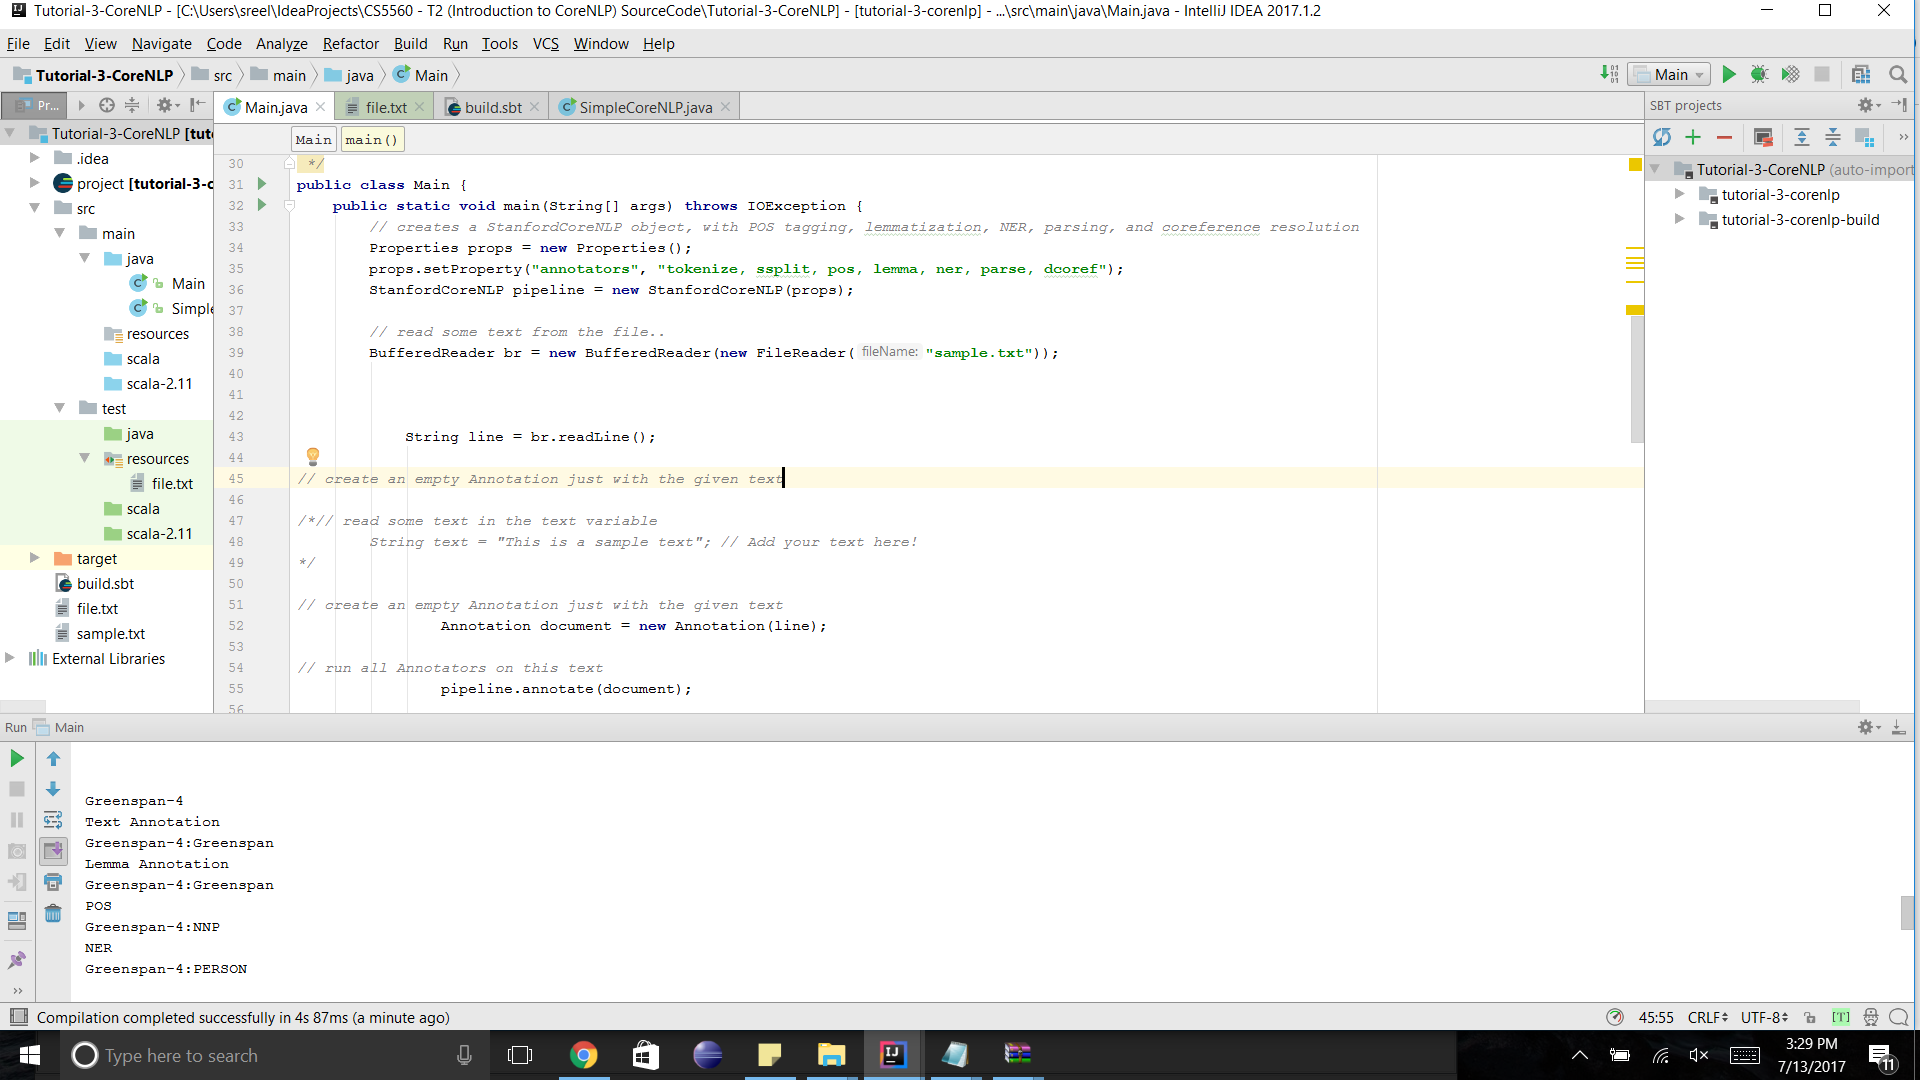 Tutorial-3-CoreNLP - [C:\Users\sreel\IdeaProjects\CS5560 - T2 (Introduction to CoreNLP) SourceCode\Tutorial-3-CoreNLP] - [tutorial-3-corenlp] - ...\src\main\java\Main.java - IntelliJ IDEA 2017.1.2
File Edit View Navigate Code Analyze Refactor Build Run Tools VCS Window Help
Tutorial-3-CoreNLP src main java Main
Main
Pr...
Main.java file.txt build.sbt SimpleCoreNLP.java
SBT projects
Tutorial-3-CoreNLP [tut
.idea
project [tutorial-3-c
src
main
java
Main
Simple
resources
scala
scala-2.11
test
java
resources
file.txt
scala
scala-2.11
target
build.sbt
file.txt
sample.txt
External Libraries
Main main()
30 */
31 public class Main {
32 public static void main(String[] args) throws IOException {
33 // creates a StanfordCoreNLP object, with POS tagging, lemmatization, NER, parsing, and coreference resolution
34 Properties props = new Properties();
35 props.setProperty("annotators", "tokenize, ssplit, pos, lemma, ner, parse, dcoref");
36 StanfordCoreNLP pipeline = new StanfordCoreNLP(props);
37
38 // read some text from the file..
39 BufferedReader br = new BufferedReader(new FileReader( fileName: "sample.txt"));
40
41
42
43 String line = br.readLine();
44
45 // create an empty Annotation just with the given text
46
47 /*// read some text in the text variable
48 String text = "This is a sample text"; // Add your text here!
49 */
50
51 // create an empty Annotation just with the given text
52 Annotation document = new Annotation(line);
53
54 // run all Annotators on this text
55 pipeline.annotate(document);
56
Tutorial-3-CoreNLP (auto-import
tutorial-3-corenlp
tutorial-3-corenlp-build
Run Main
Greenspan-4
Text Annotation
Greenspan-4:Greenspan
Lemma Annotation
Greenspan-4:Greenspan
POS
Greenspan-4:NNP
NER
Greenspan-4:PERSON
Compilation completed successfully in 4s 87ms (a minute ago)
45:55 CRLF UTF-8 [T]
Type here to search
3:29 PM
7/13/2017
11